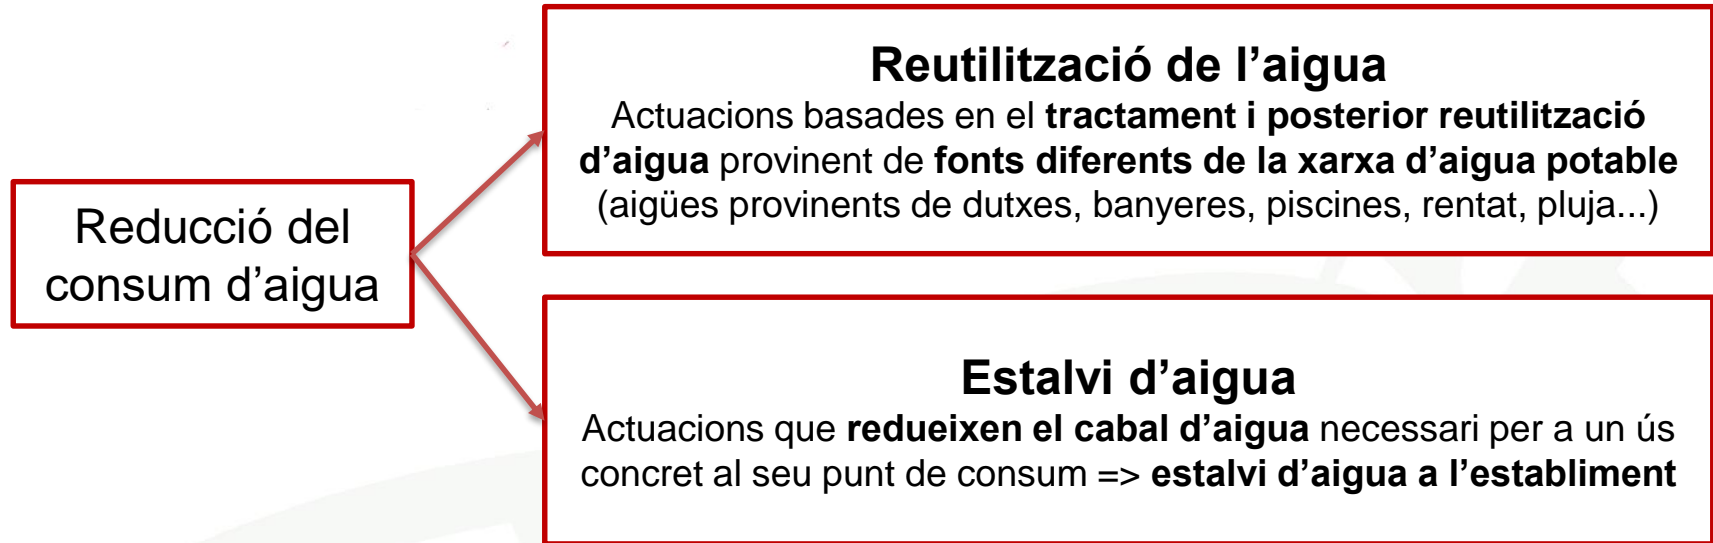 Reducció del
consum d’aigua
Reutilització de l’aigua
Actuacions basades en el tractament i posterior reutilització
d’aigua provinent de fonts diferents de la xarxa d’aigua potable
(aigües provinents de dutxes, banyeres, piscines, rentat, pluja...)
Estalvi d’aigua
Actuacions que redueixen el cabal d’aigua necessari per a un ús
concret al seu punt de consum => estalvi d’aigua a l’establiment